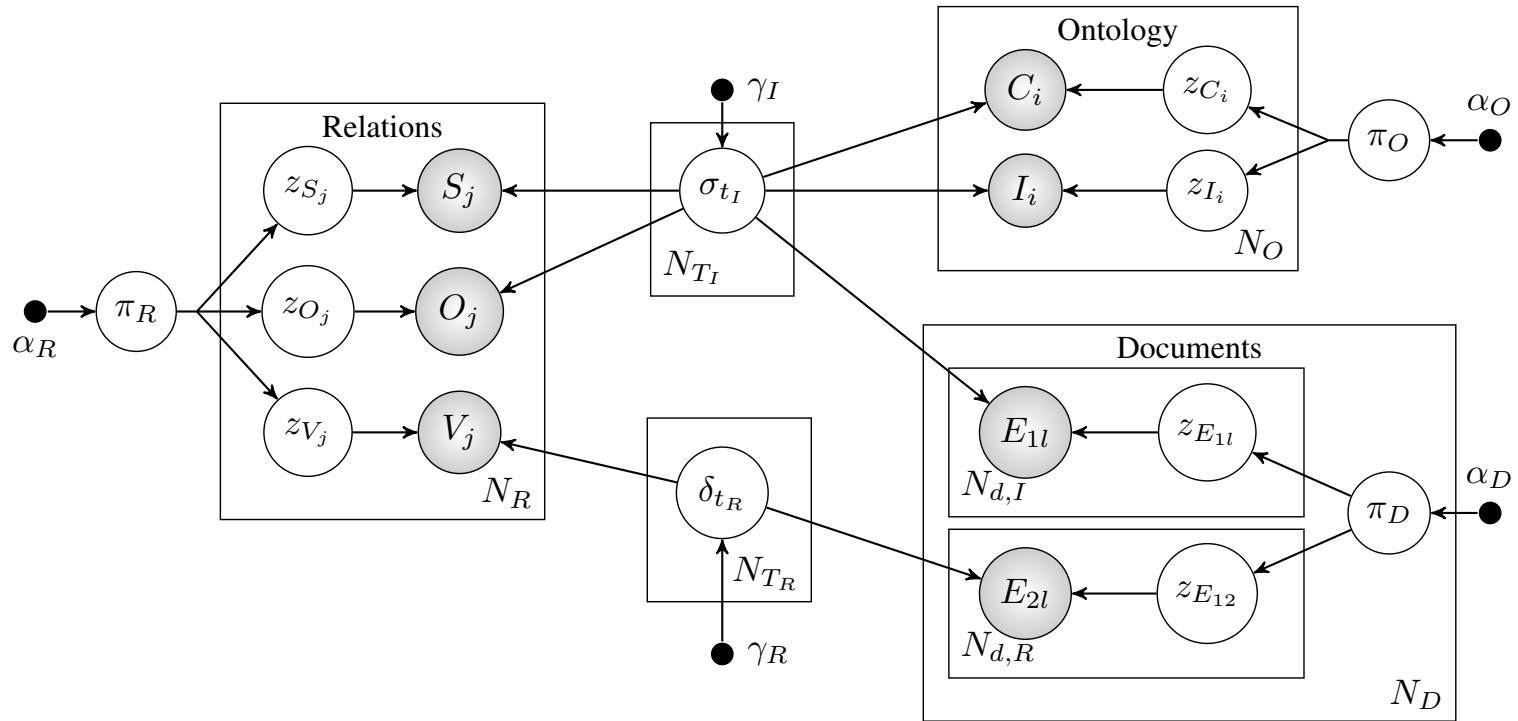 Ontology
C_i
z_{C_i}
I_i
z_{I_i}
N_O
π_O
α_O
γ_I
σ_{t_I}
N_{T_I}
Relations
z_{S_j}
S_j
z_{O_j}
O_j
z_{V_j}
V_j
N_R
π_R
α_R
δ_{t_R}
N_{T_R}
γ_R
Documents
E_{1l}
z_{E_{1l}}
N_{d,I}
E_{2l}
z_{E_{12}}
N_{d,R}
N_D
π_D
α_D